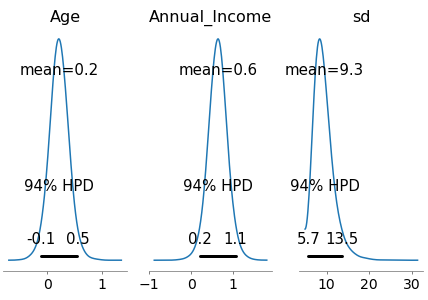 Age
mean=0.2
94% HPD
-0.1 0.5
0 1
Annual_Income
mean=0.6
94% HPD
0.2 1.1
−1 0 1
sd
mean=9.3
94% HPD
5.7 13.5
10 20 30